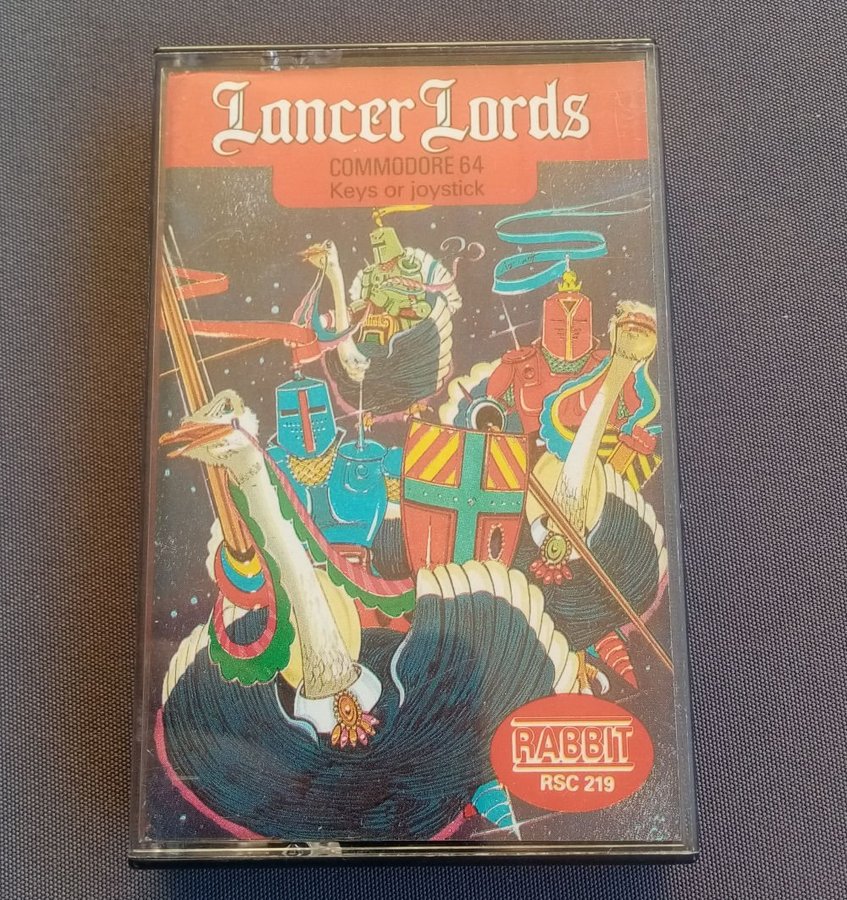 Lancer Lords
COMMODORE 64
Keys or joystick
RABBIT
RSC 219